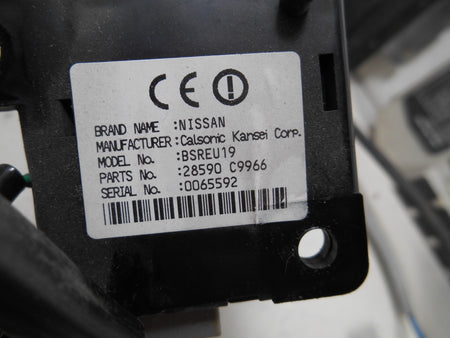 CE
BRAND NAME :NISSAN
MANUFACTURER:Calsonic Kansei Corp.
MODEL No. :BSREU19
PARTS No. :28590 C9966
SERIAL No. :0065592